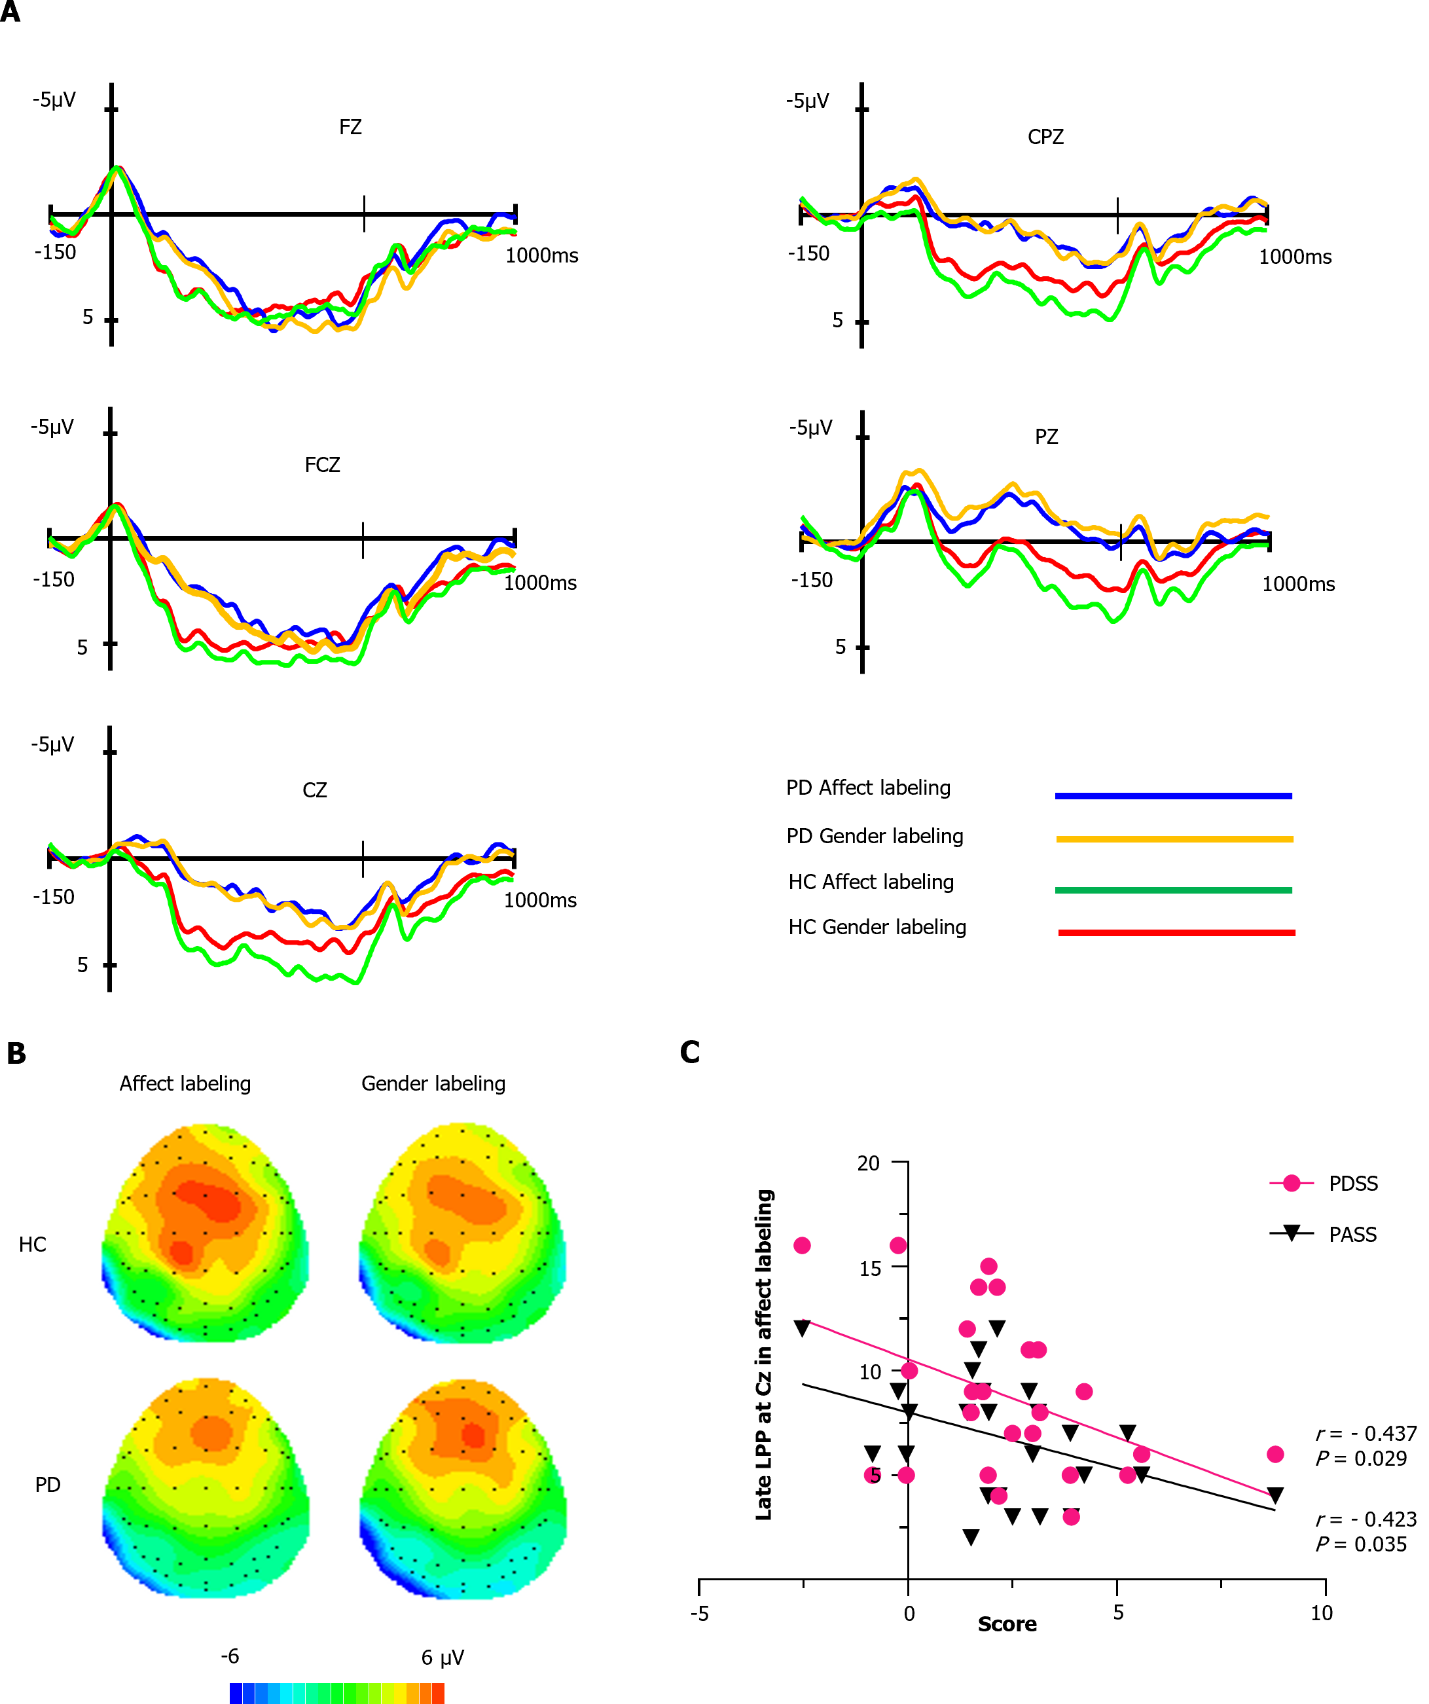 A
-5µV
FZ
-150
1000ms
5
-5µV
CPZ
-150
1000ms
5
-5µV
FCZ
-150
1000ms
5
-5µV
PZ
-150
1000ms
5
-5µV
CZ
-150
1000ms
5
PD Affect labeling
PD Gender labeling
HC Affect labeling
HC Gender labeling
B
Affect labeling
Gender labeling
HC
PD
-6
6 µV
C
Late LPP at Cz in affect labeling
20
15
10
5
-5
0
5
10
Score
PDSS
PASS
r = - 0.437
P = 0.029
r = - 0.423
P = 0.035